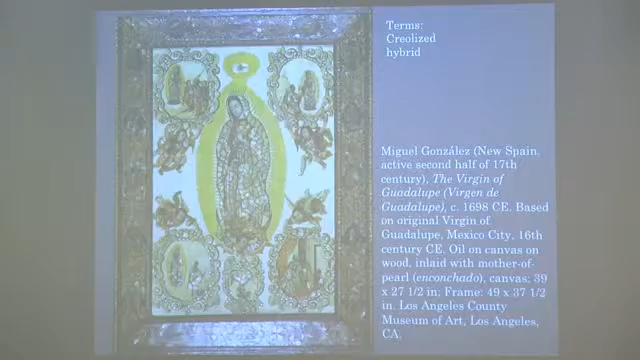 Terms:
Creolized
hybrid
Miguel González (New Spain,
active second half of 17th
century), The Virgin of
Guadalupe (Virgen de
Guadalupe), c. 1698 CE. Based
on original Virgin of
Guadalupe, Mexico City, 16th
century CE. Oil on canvas on
wood, inlaid with mother-of-
pearl (enconchado), canvas; 39
x 27 1/2 in; Frame: 49 x 37 1/2
in. Los Angeles County
Museum of Art, Los Angeles,
CA.